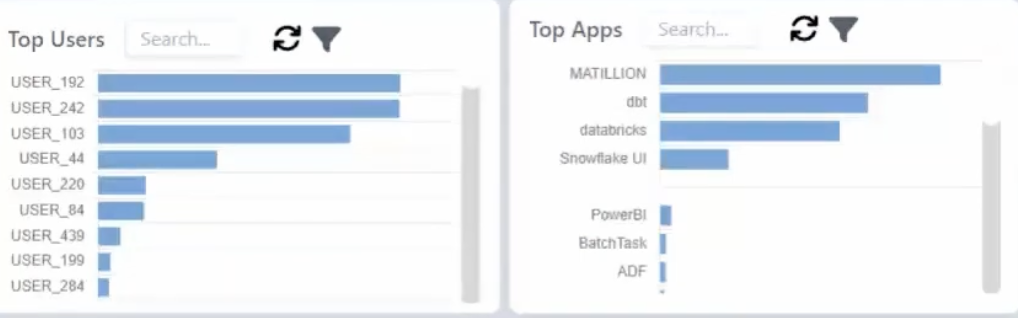 Top Users
Search...
USER_192
USER_242
USER_103
USER_44
USER_220
USER_84
USER_439
USER_199
USER_284
Top Apps
Search...
MATILLION
dbt
databricks
Snowflake UI
PowerBI
BatchTask
ADF